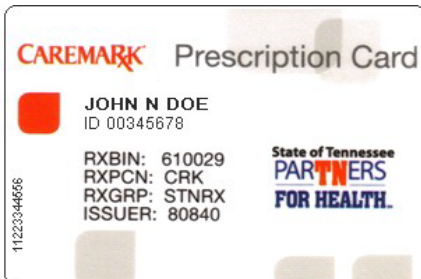 CAREMARK Prescription Card
JOHN N DOE
ID 00345678
RXBIN: 610029
RXPCN: CRK
RXGRP: STNRX
ISSUER: 80840
State of Tennessee
PARTNERS
FOR HEALTH
11223344556